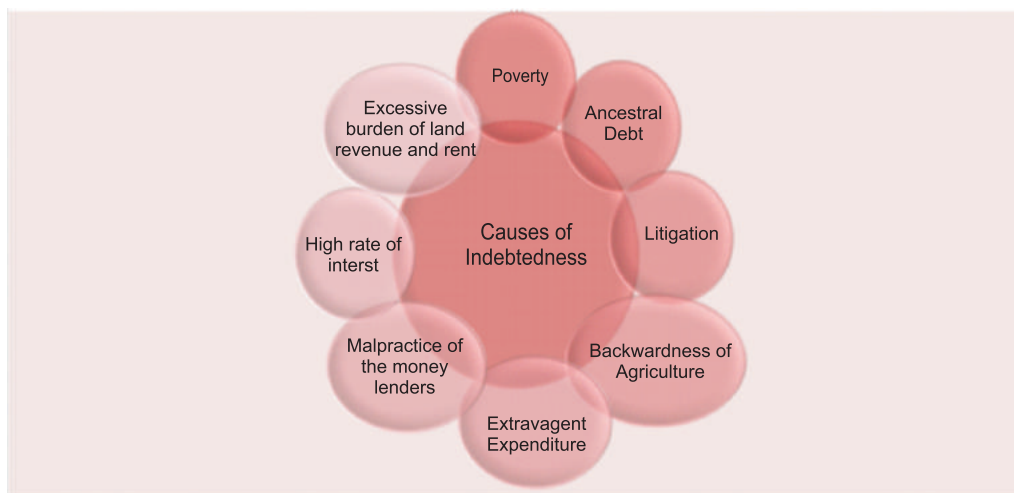 Poverty
Ancestral
Debt
Litigation
Backwardness of
Agriculture
Extravagent
Expenditure
Malpractice of
the money
lenders
High rate of
interst
Excessive
burden of land
revenue and rent
Causes of
Indebtedness